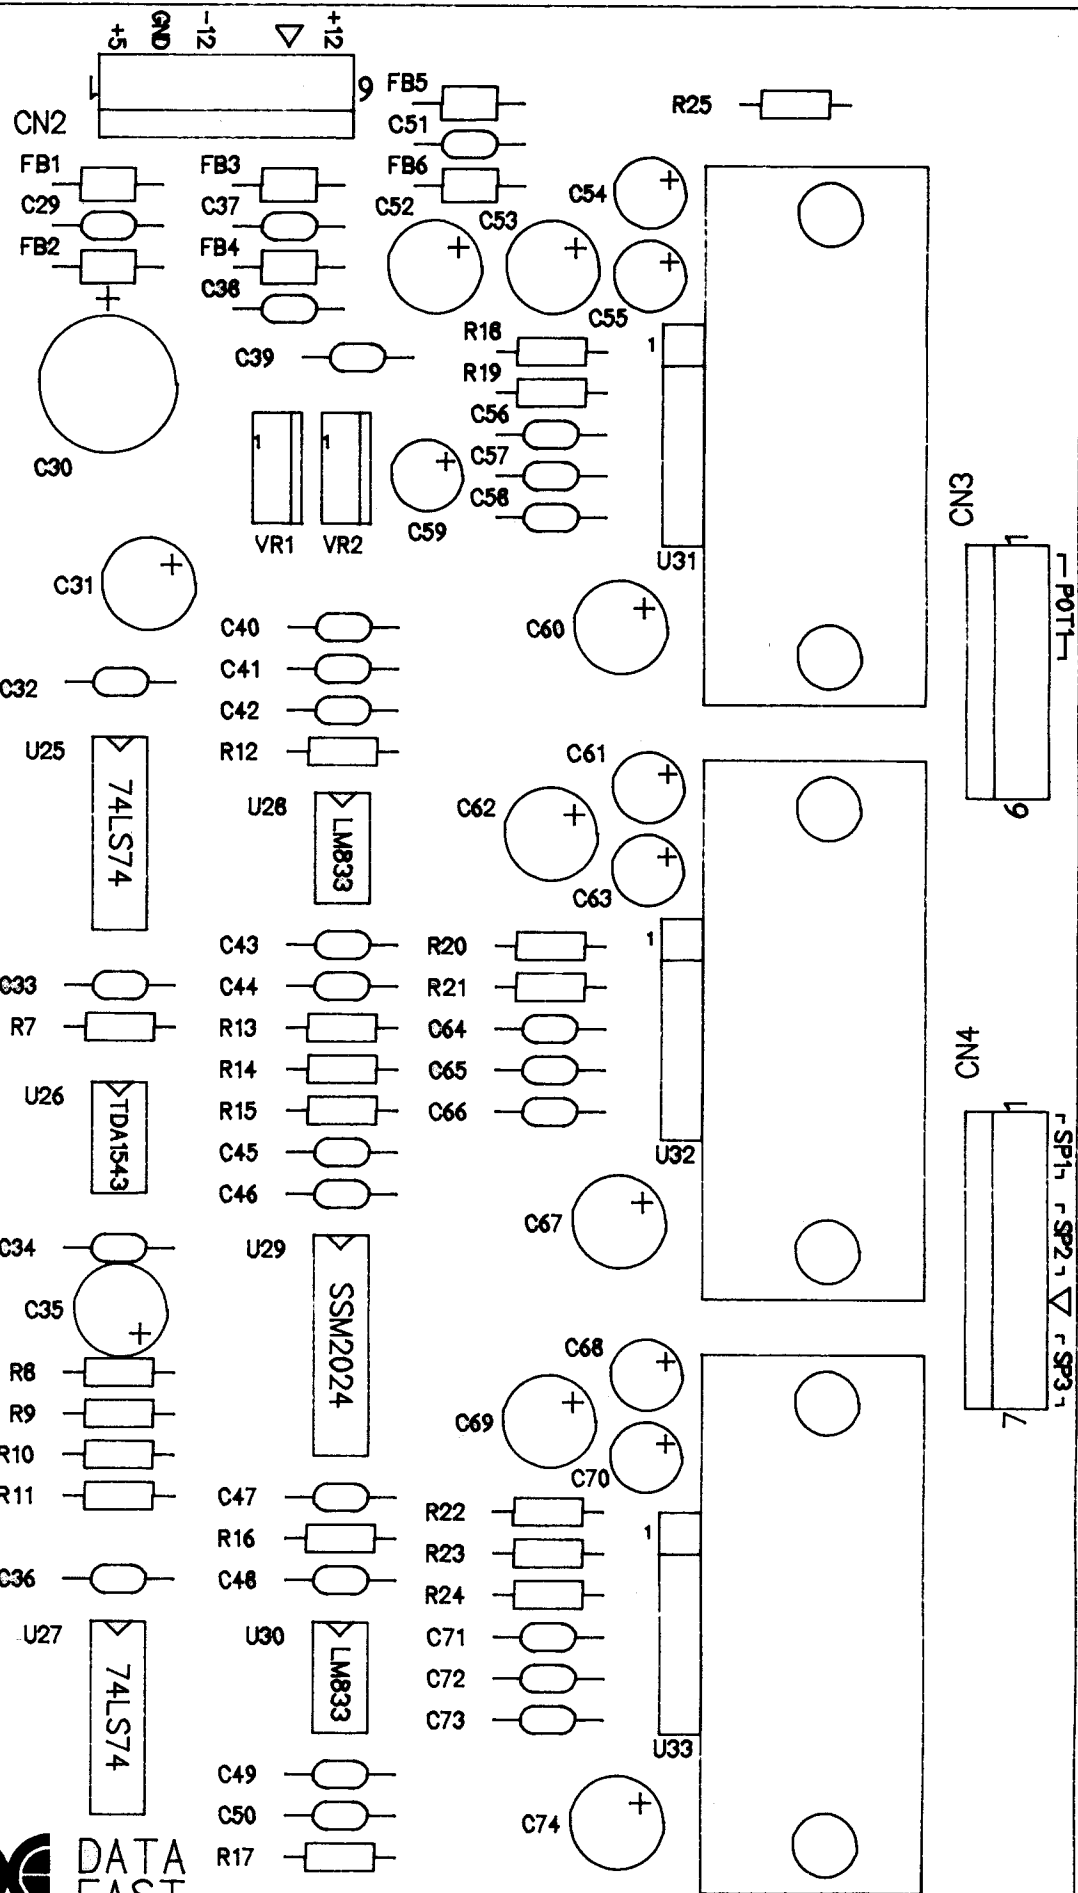 +5
GND
-12
+12
1
9
CN2
FB5
C51
FB6
R25
FB1
C29
FB2
FB3
C37
FB4
C38
C52
C53
C54
C55
C39
R18
R19
C56
C57
C58
1
C30
1
1
VR1
VR2
C59
U31
CN3
1
POT1
6
C31
C60
C32
C40
C41
C42
R12
U25
74LS74
U28
LM833
C61
C62
C63
C33
R7
C43
C44
R13
R14
R15
C45
C46
R20
R21
C64
C65
C66
1
U32
U26
TDA1543
CN4
1
SP1
SP2
SP3
7
C34
C35
U29
SSM2024
C67
R8
R9
R10
R11
C68
C69
C70
C47
R16
C48
R22
R23
R24
C71
C72
C73
1
U33
C36
U27
74LS74
U30
LM833
C49
C50
R17
C74
DATA
EAST